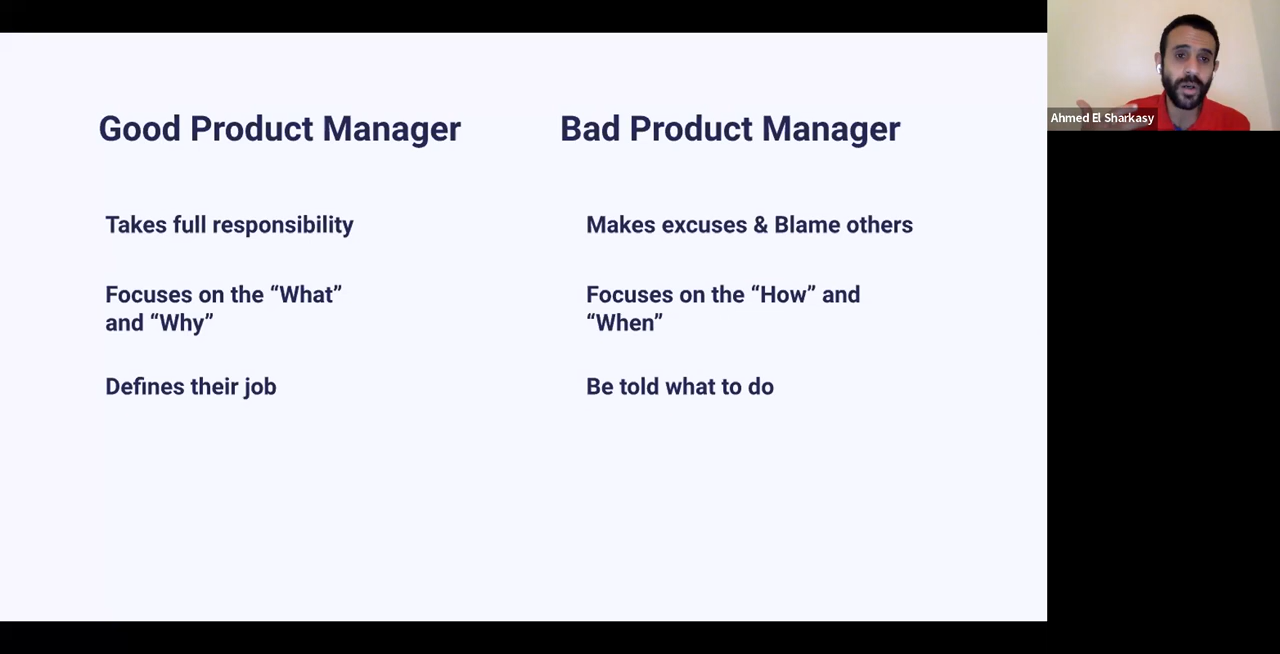 Good Product Manager
Bad Product Manager
Takes full responsibility
Makes excuses & Blame others
Focuses on the “What”
and “Why”
Focuses on the “How” and
“When”
Defines their job
Be told what to do
Ahmed El Sharkasy